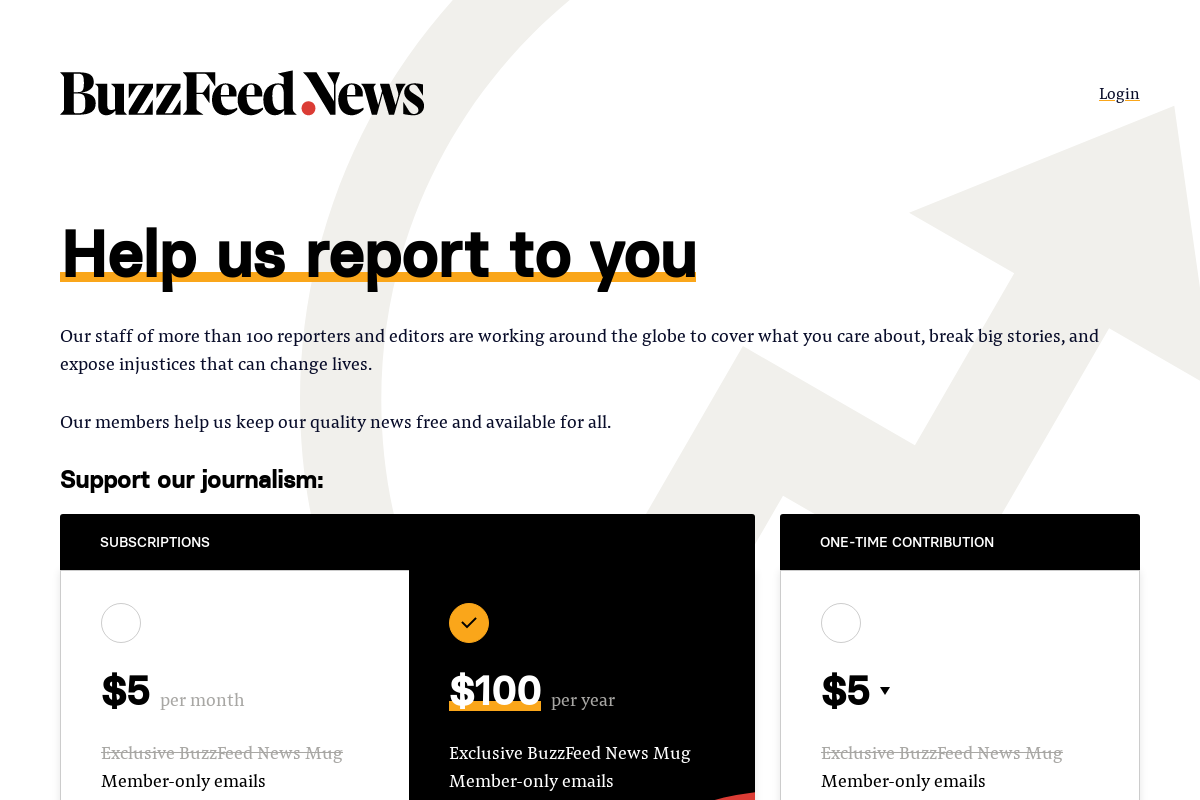 BuzzFeed News
Login
Help us report to you
Our staff of more than 100 reporters and editors are working around the globe to cover what you care about, break big stories, and
expose injustices that can change lives.
Our members help us keep our quality news free and available for all.
Support our journalism:
SUBSCRIPTIONS
$5 per month
Exclusive BuzzFeed News Mug
Member-only emails
$100 per year
Exclusive BuzzFeed News Mug
Member-only emails
ONE-TIME CONTRIBUTION
$5
Exclusive BuzzFeed News Mug
Member-only emails